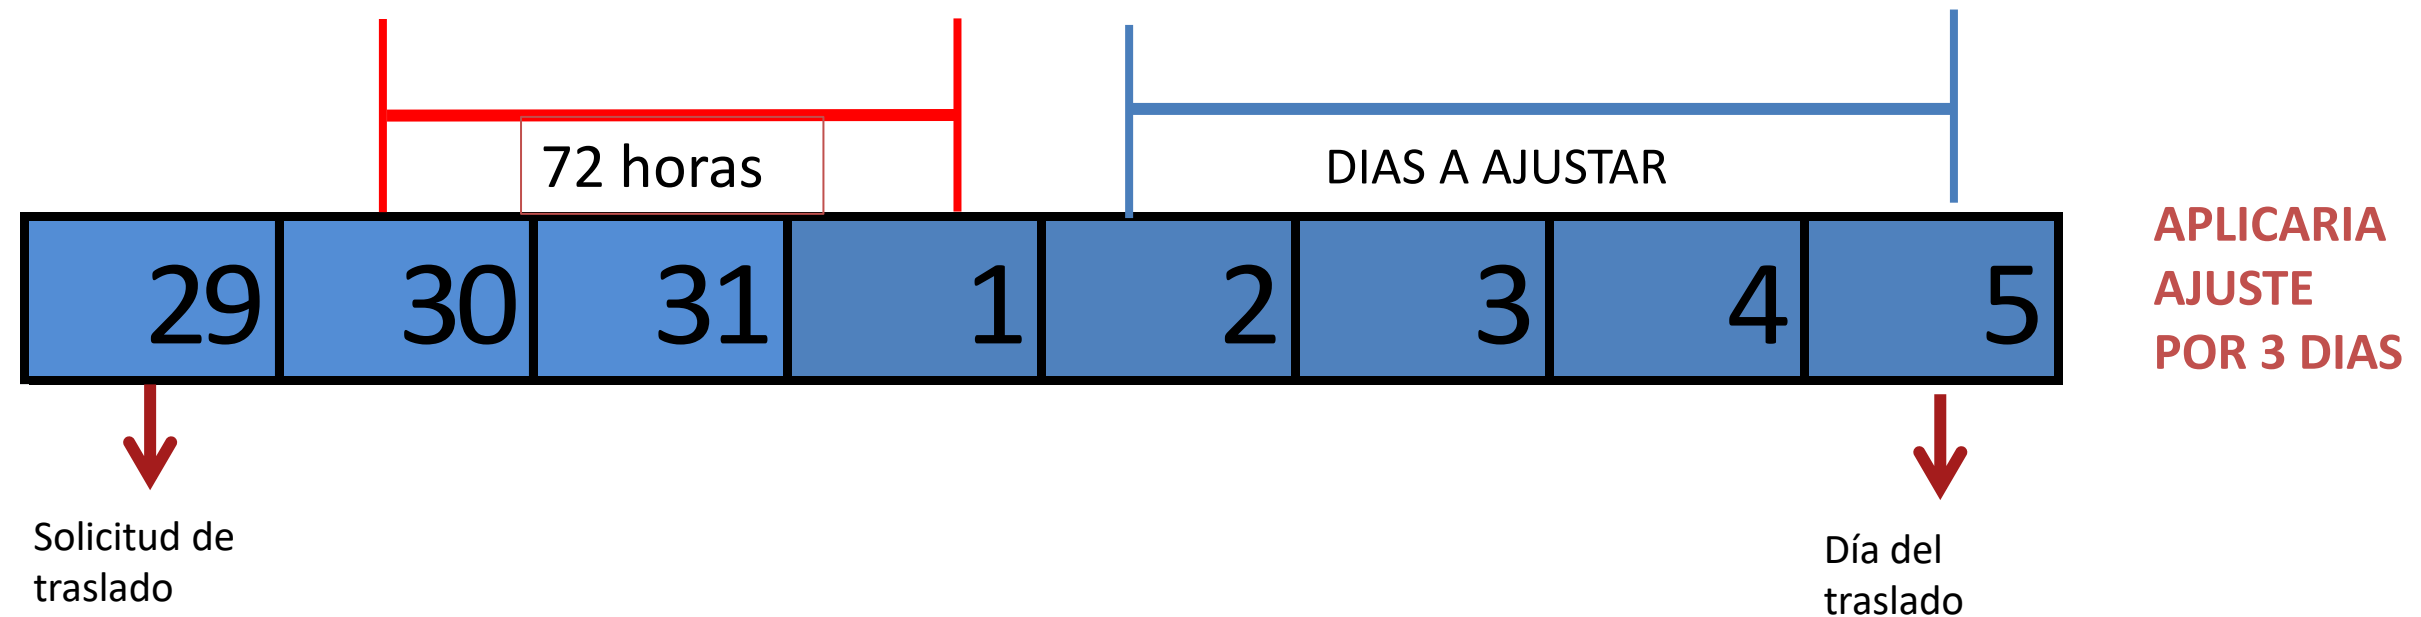 72 horas
DIAS A AJUSTAR
29 30 31 1 2 3 4 5
APLICARIA
AJUSTE
POR 3 DIAS
Solicitud de
traslado
Día del
traslado